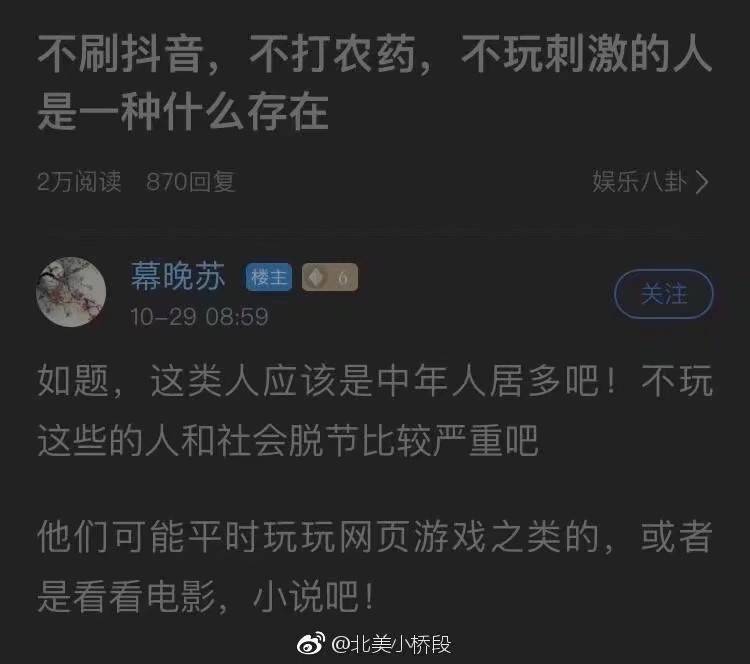 不刷抖音，不打农药，不玩刺激的人
是一种什么存在
2万阅读 870回复
娱乐八卦
幕晚苏 楼主 6
10-29 08:59
关注
如题，这类人应该是中年人居多吧！不玩
这些的人和社会脱节比较严重吧
他们可能平时玩玩网页游戏之类的，或者
是看看电影，小说吧！
@北美小桥段